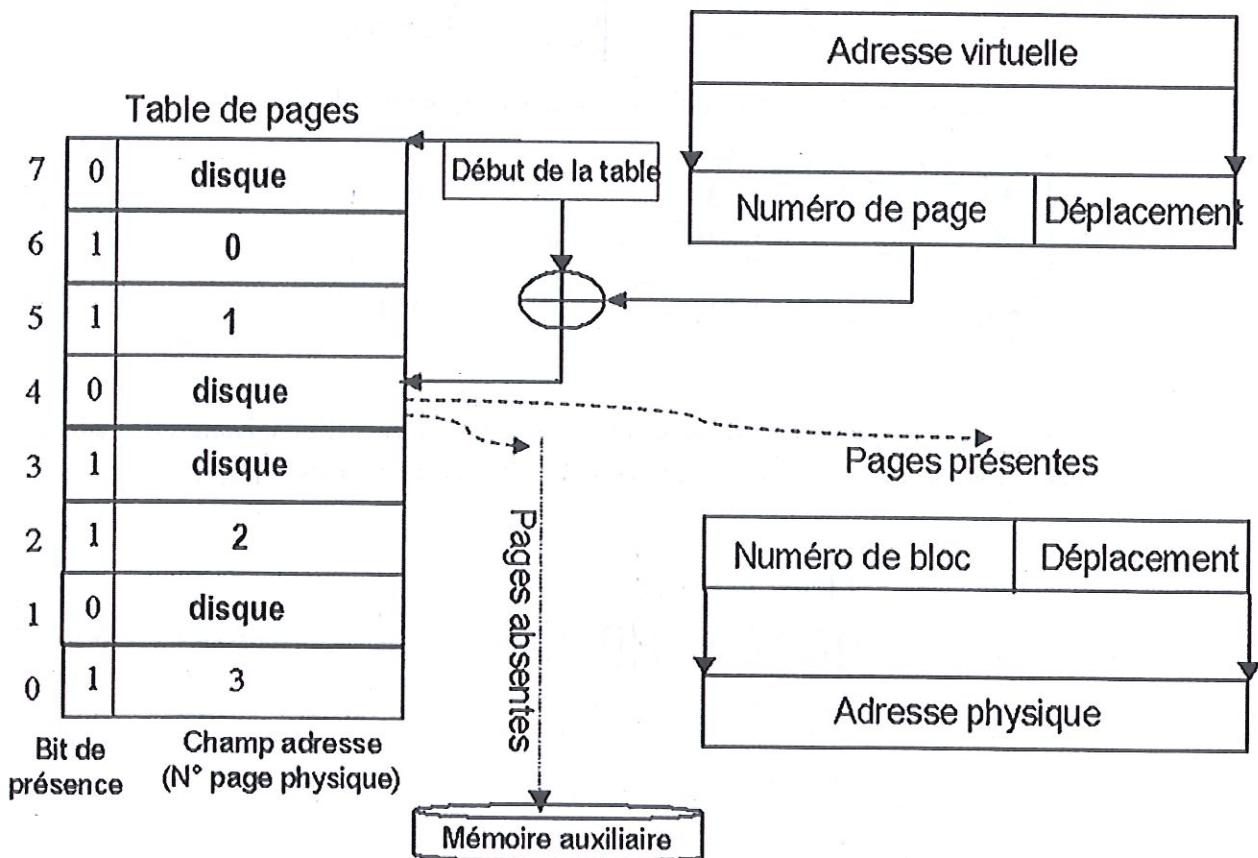 Adresse virtuelle
Table de pages
Début de la table
Numéro de page Déplacement
7 0 disque
6 1 0
5 1 1
4 0 disque
3 1 disque
2 1 2
1 0 disque
0 1 3
Bit de présence
Champ adresse
(N° page physique)
Pages absentes
Pages présentes
Numéro de bloc Déplacement
Adresse physique
Mémoire auxiliaire